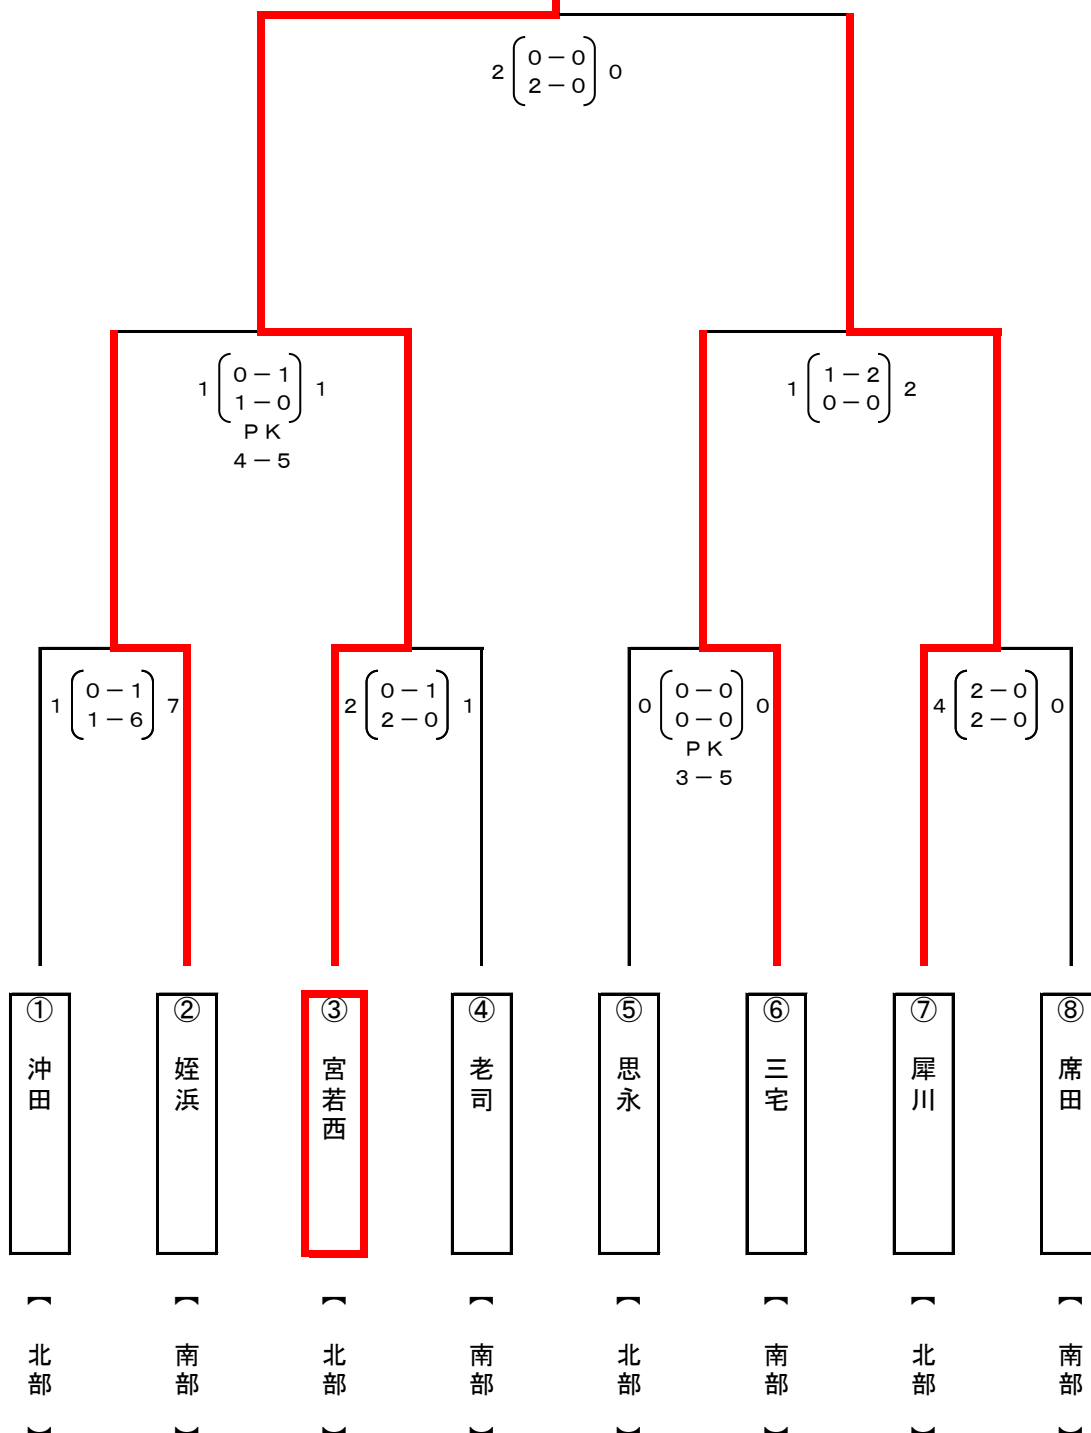 2 0－0 0
2－0
1 0－1 1
1－0
ＰＫ
4－5
1 1－2 2
0－0
1 0－1 7
1－6
2 0－1 1
2－0
0 0－0 0
0－0
ＰＫ
3－5
4 2－0 0
2－0
① 沖田
② 姪浜
③ 宮若西
④ 老司
⑤ 思永
⑥ 三宅
⑦ 犀川
⑧ 席田
【北部】
【南部】
【北部】
【南部】
【北部】
【南部】
【北部】
【南部】